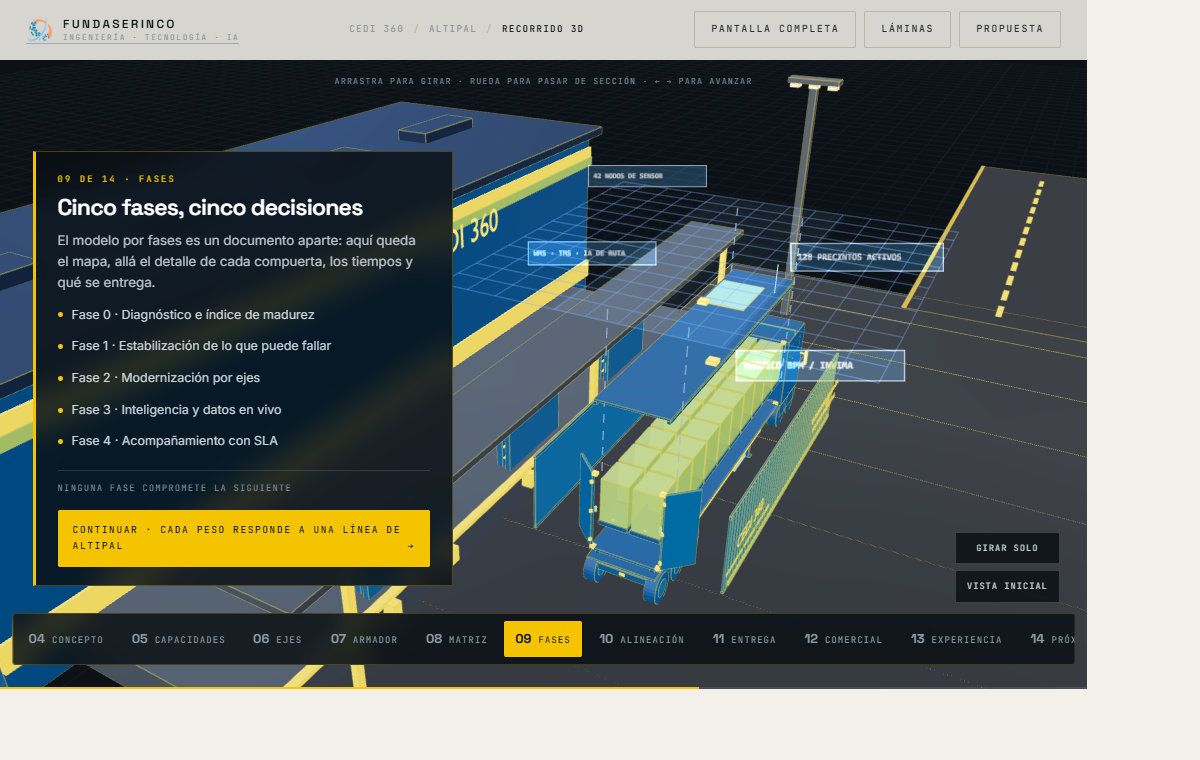 FUNDASERINCO
INGENIERÍA · TECNOLOGÍA · IA
CEDI 360 / ALTIPAL / RECORRIDO 3D
PANTALLA COMPLETA
LÁMINAS
PROPUESTA
ARRASTRA PARA GIRAR · RUEDA PARA PASAR DE SECCIÓN · ← → PARA AVANZAR
09 DE 14 · FASES
Cinco fases, cinco decisiones
El modelo por fases es un documento aparte: aquí queda
el mapa, allá el detalle de cada compuerta, los tiempos y
qué se entrega.
Fase 0 · Diagnóstico e índice de madurez
Fase 1 · Estabilización de lo que puede fallar
Fase 2 · Modernización por ejes
Fase 3 · Inteligencia y datos en vivo
Fase 4 · Acompañamiento con SLA
NINGUNA FASE COMPROMETE LA SIGUIENTE
CONTINUAR · CADA PESO RESPONDE A UNA LÍNEA DE
ALTIPAL →
42 NODOS DE SENSOR
WMS · TMS · IA DE RUTA
128 PRECINTOS ACTIVOS
BPM / INVIMA
DI 360
GIRAR SOLO
VISTA INICIAL
04 CONCEPTO
05 CAPACIDADES
06 EJES
07 ARMADOR
08 MATRIZ
09 FASES
10 ALINEACIÓN
11 ENTREGA
12 COMERCIAL
13 EXPERIENCIA
14 PRÓX